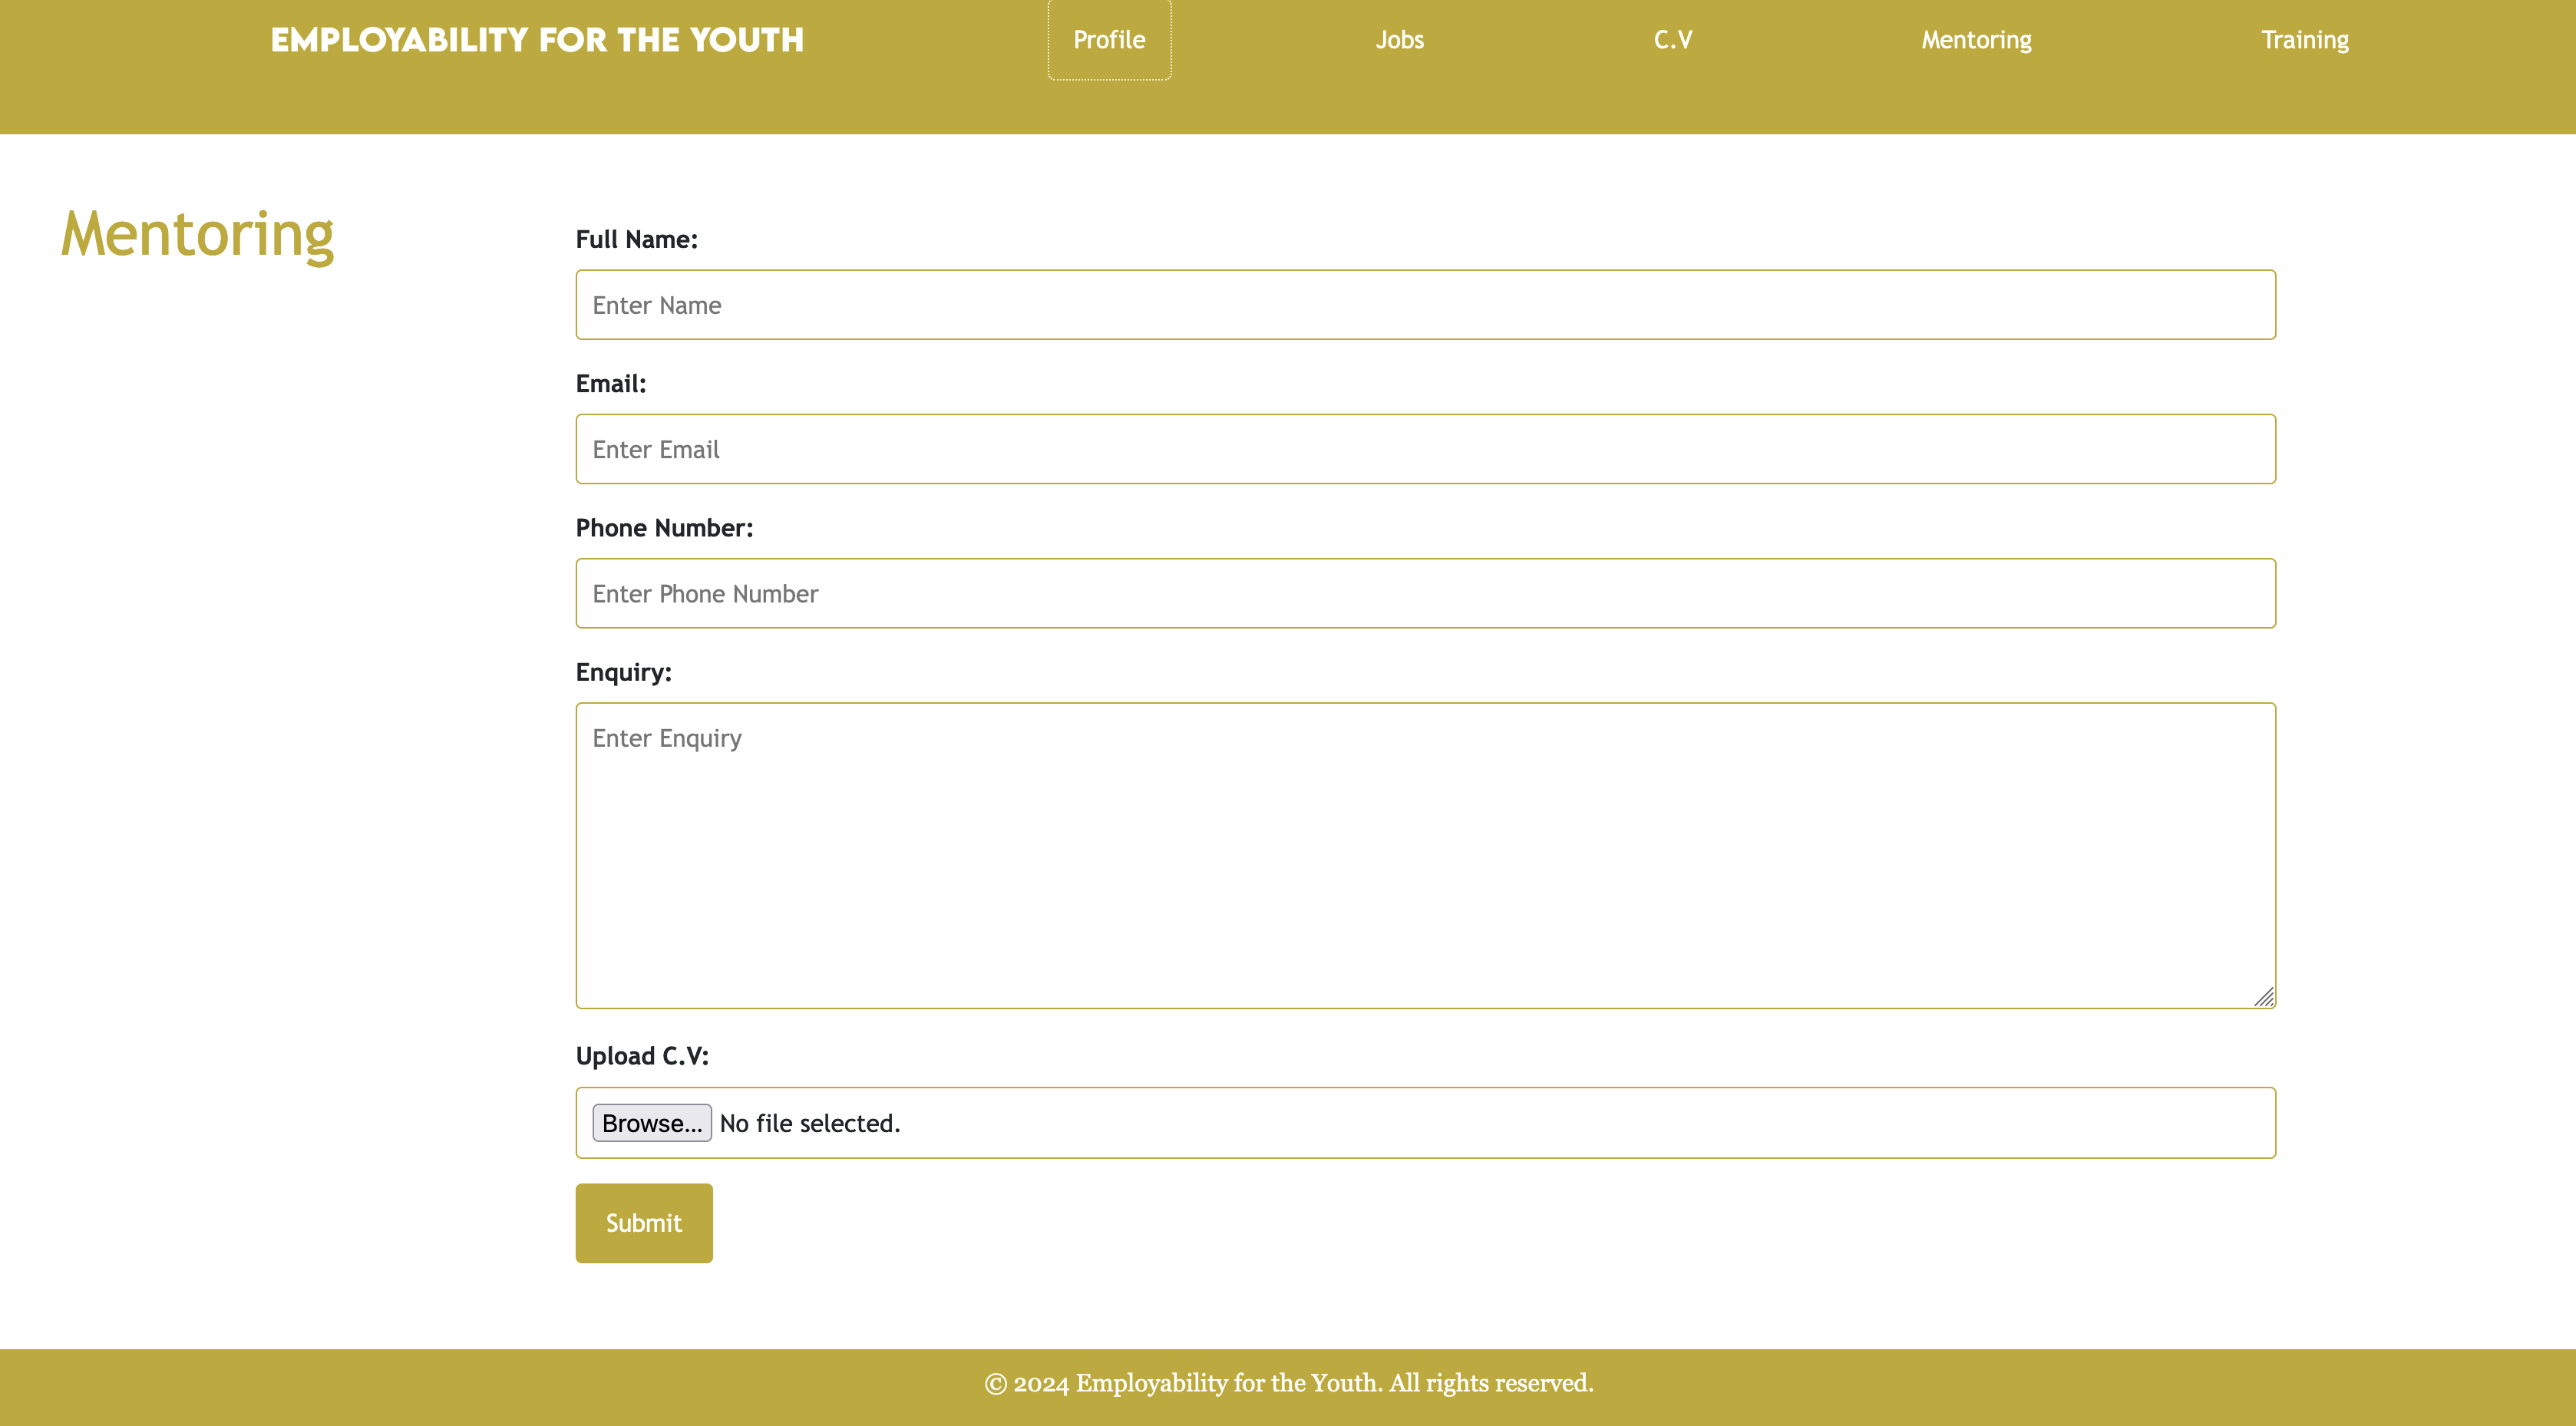 EMPLOYABILITY FOR THE YOUTH
Profile
Jobs
C.V
Mentoring
Training
Mentoring
Full Name:
Enter Name
Email:
Enter Email
Phone Number:
Enter Phone Number
Enquiry:
Enter Enquiry
Upload C.V:
Browse... No file selected.
Submit
© 2024 Employability for the Youth. All rights reserved.